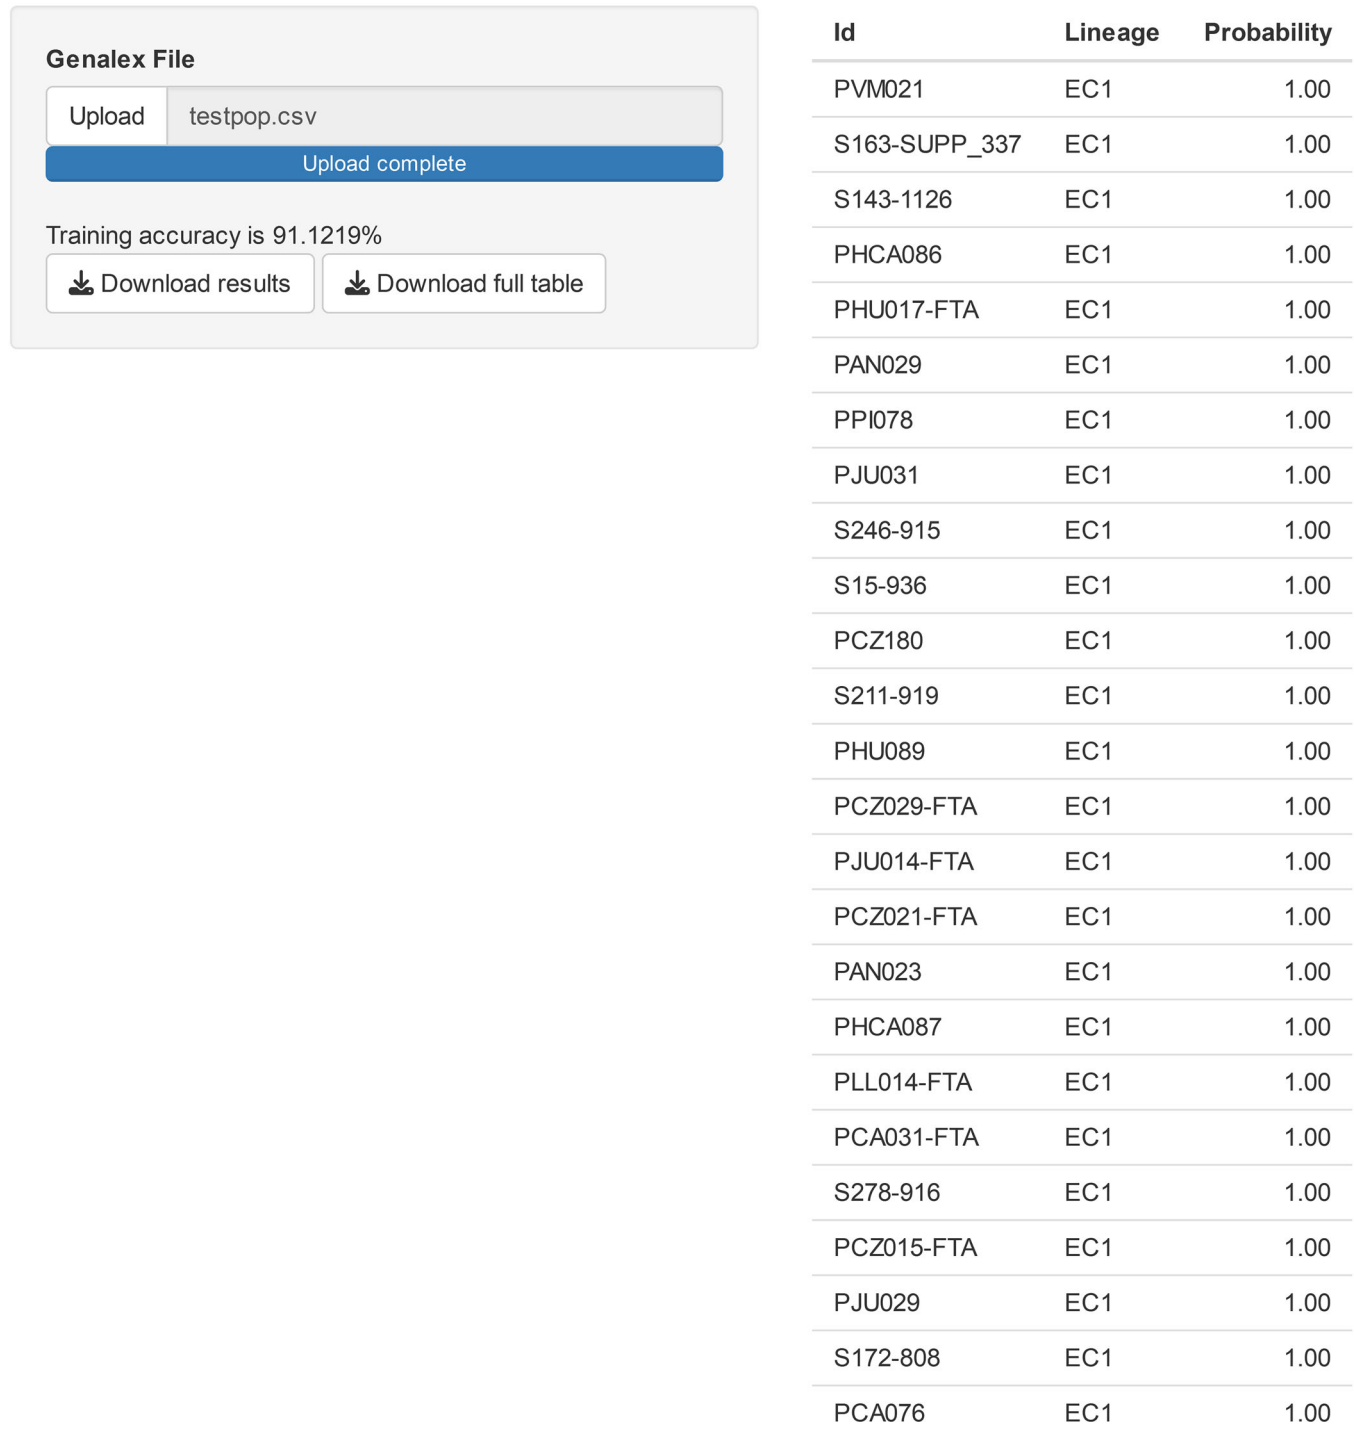 Genalex File
Upload testpop.csv
Upload complete
Training accuracy is 91.1219%
Download results Download full table
Id Lineage Probability
PVM021 EC1 1.00
S163-SUPP_337 EC1 1.00
S143-1126 EC1 1.00
PHCA086 EC1 1.00
PHU017-FTA EC1 1.00
PAN029 EC1 1.00
PPI078 EC1 1.00
PJU031 EC1 1.00
S246-915 EC1 1.00
S15-936 EC1 1.00
PCZ180 EC1 1.00
S211-919 EC1 1.00
PHU089 EC1 1.00
PCZ029-FTA EC1 1.00
PJU014-FTA EC1 1.00
PCZ021-FTA EC1 1.00
PAN023 EC1 1.00
PHCA087 EC1 1.00
PLL014-FTA EC1 1.00
PCA031-FTA EC1 1.00
S278-916 EC1 1.00
PCZ015-FTA EC1 1.00
PJU029 EC1 1.00
S172-808 EC1 1.00
PCA076 EC1 1.00